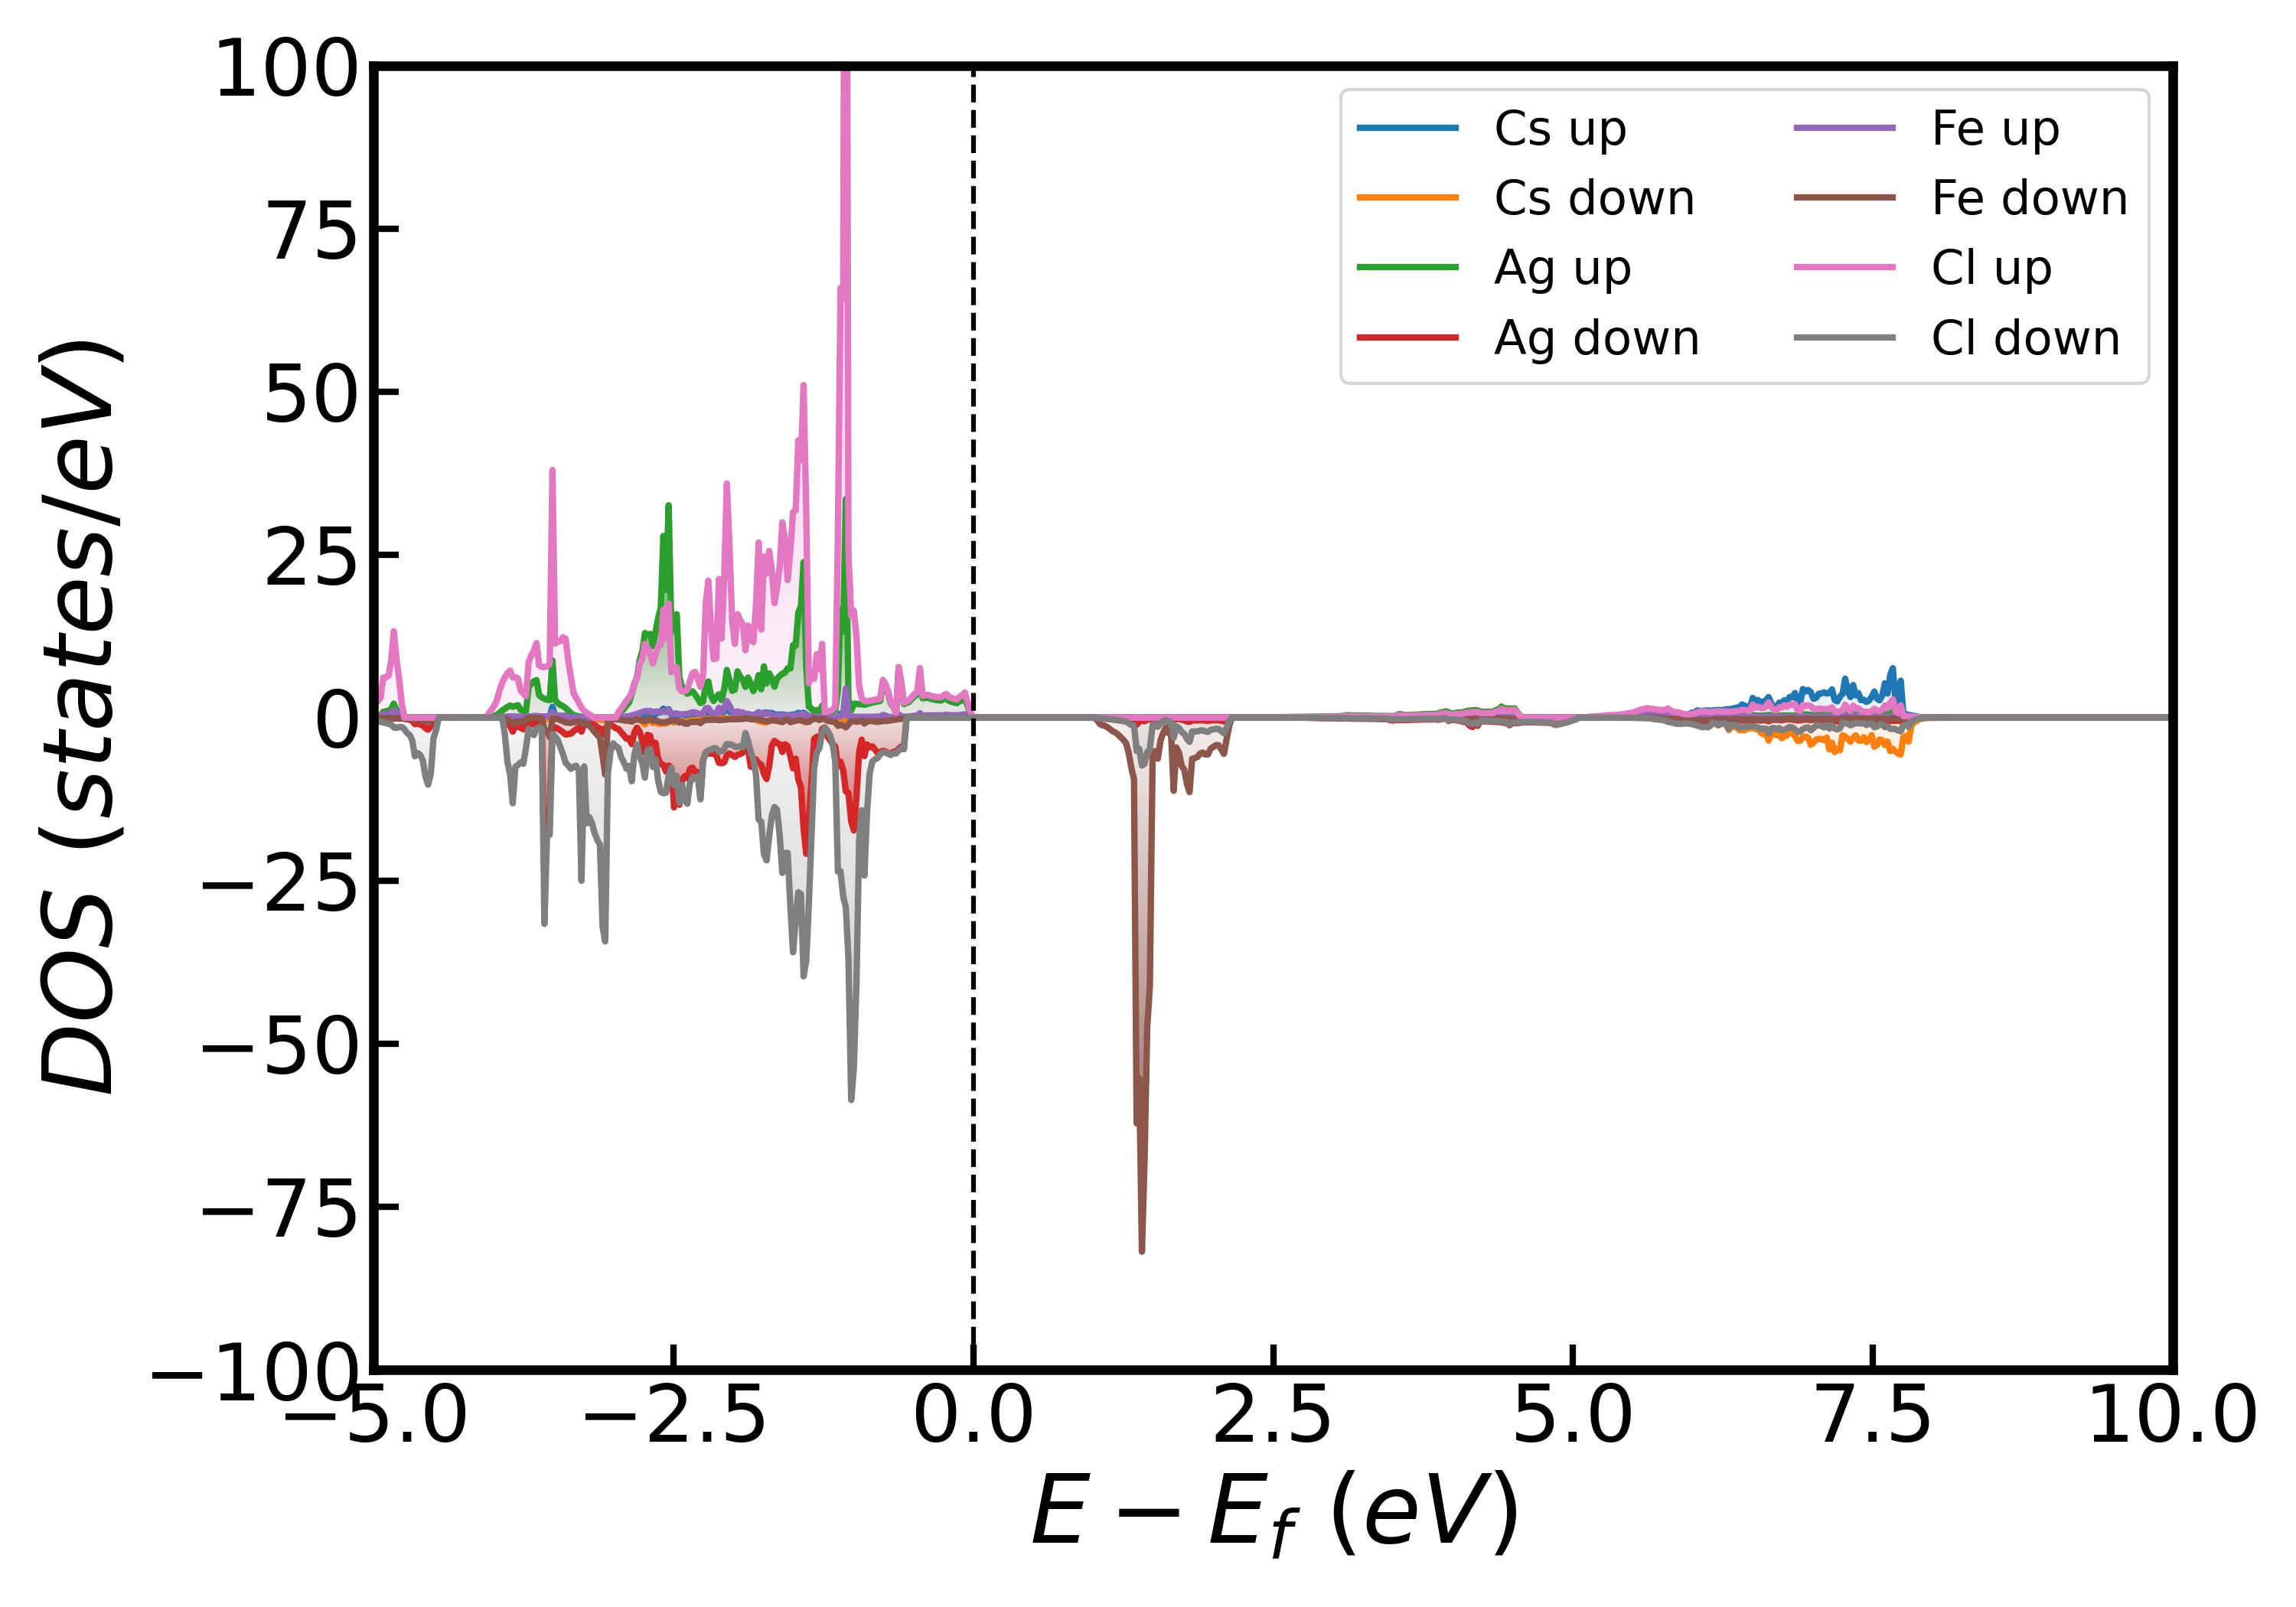 100
75
50
25
0
−25
−50
−75
−100
DOS (states/eV)
Cs up
Cs down
Ag up
Ag down
Fe up
Fe down
Cl up
Cl down
−5.0 −2.5 0.0 2.5 5.0 7.5 10.0
E − E_f (eV)